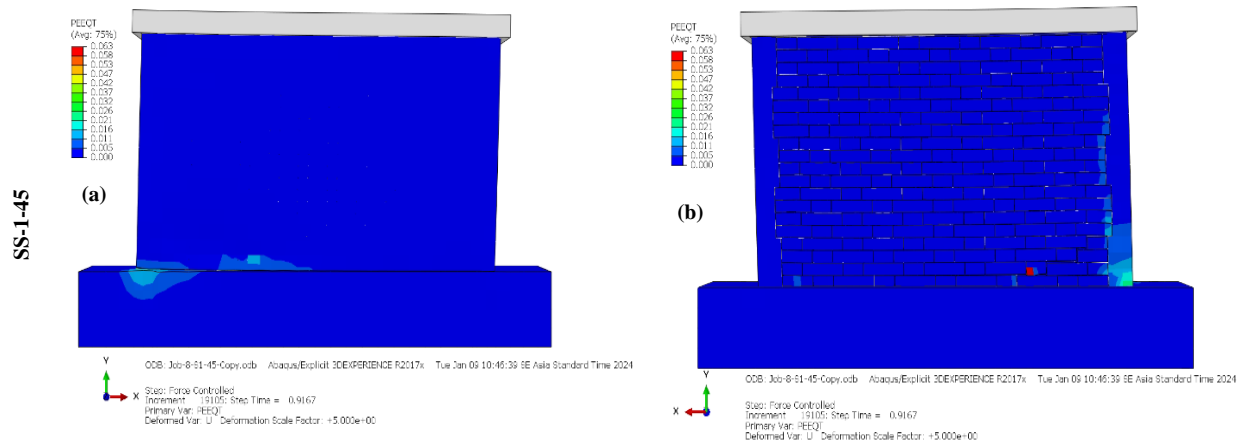 SS-1-45
PEEQT
(Avg: 75%)
0.063
0.058
0.053
0.047
0.042
0.037
0.032
0.026
0.021
0.016
0.011
0.005
0.000
(a)
Y
X
ODB: Job-8-S1-45-Copy.odb Abaqus/Explicit 3DEXPERIENCE R2017x Tue Jan 09 10:46:39 SE Asia Standard Time 2024
Step: Force Controlled
Increment 19105: Step Time = 0.9167
Primary Var: PEEQT
Deformed Var: U Deformation Scale Factor: +5.000e+00
PEEQT
(Avg: 75%)
0.063
0.058
0.053
0.047
0.042
0.037
0.032
0.026
0.021
0.016
0.011
0.005
0.000
(b)
Y
X
ODB: Job-8-S1-45-Copy.odb Abaqus/Explicit 3DEXPERIENCE R2017x Tue Jan 09 10:46:39 SE Asia Standard Time 2024
Step: Force Controlled
Increment 19105: Step Time = 0.9167
Primary Var: PEEQT
Deformed Var: U Deformation Scale Factor: +5.000e+00